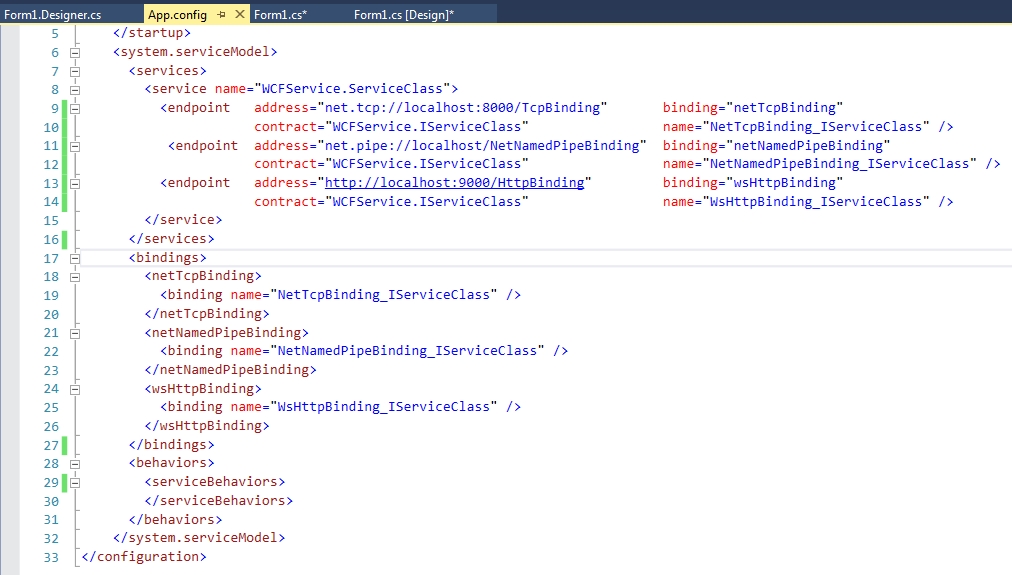 Form1.Designer.cs App.config Form1.cs* Form1.cs [Design]*
5 </startup>
6 <system.serviceModel>
7 <services>
8 <service name="WCFService.ServiceClass">
9 <endpoint address="net.tcp://localhost:8000/TcpBinding" binding="netTcpBinding"
10 contract="WCFService.IServiceClass" name="NetTcpBinding_IServiceClass" />
11 <endpoint address="net.pipe://localhost/NetNamedPipeBinding" binding="netNamedPipeBinding"
12 contract="WCFService.IServiceClass" name="NetNamedPipeBinding_IServiceClass" />
13 <endpoint address="http://localhost:9000/HttpBinding" binding="wsHttpBinding"
14 contract="WCFService.IServiceClass" name="WsHttpBinding_IServiceClass" />
15 </service>
16 </services>
17 <bindings>
18 <netTcpBinding>
19 <binding name="NetTcpBinding_IServiceClass" />
20 </netTcpBinding>
21 <netNamedPipeBinding>
22 <binding name="NetNamedPipeBinding_IServiceClass" />
23 </netNamedPipeBinding>
24 <wsHttpBinding>
25 <binding name="WsHttpBinding_IServiceClass" />
26 </wsHttpBinding>
27 </bindings>
28 <behaviors>
29 <serviceBehaviors>
30 </serviceBehaviors>
31 </behaviors>
32 </system.serviceModel>
33 </configuration>